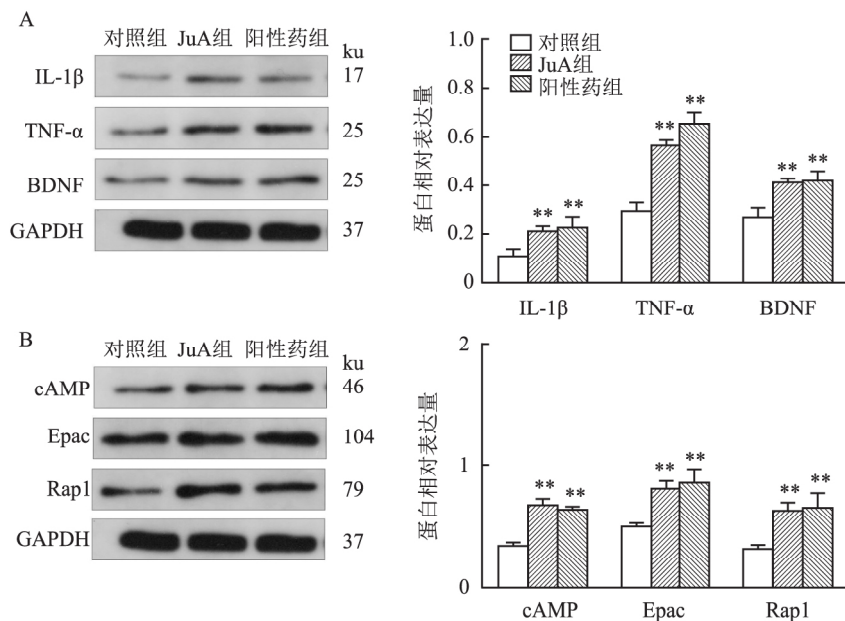 A
对照组 JuA组 阳性药组
ku
IL-1β 17
TNF-α 25
BDNF 25
GAPDH 37
蛋白相对表达量
1.0
0.8
0.6
0.4
0.2
0
对照组
JuA组
阳性药组
** **
** **
** **
IL-1β TNF-α BDNF
B
对照组 JuA组 阳性药组
ku
cAMP 46
Epac 104
Rap1 79
GAPDH 37
蛋白相对表达量
2
1
0
** **
** **
** **
cAMP Epac Rap1